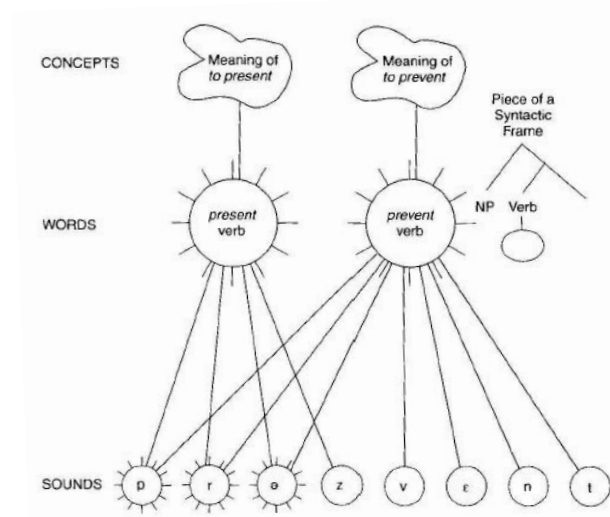 CONCEPTS
Meaning of
to present
Meaning of
to prevent
Piece of a
Syntactic
Frame
WORDS
present
verb
prevent
verb
NP Verb
SOUNDS p r ə z v ε n t